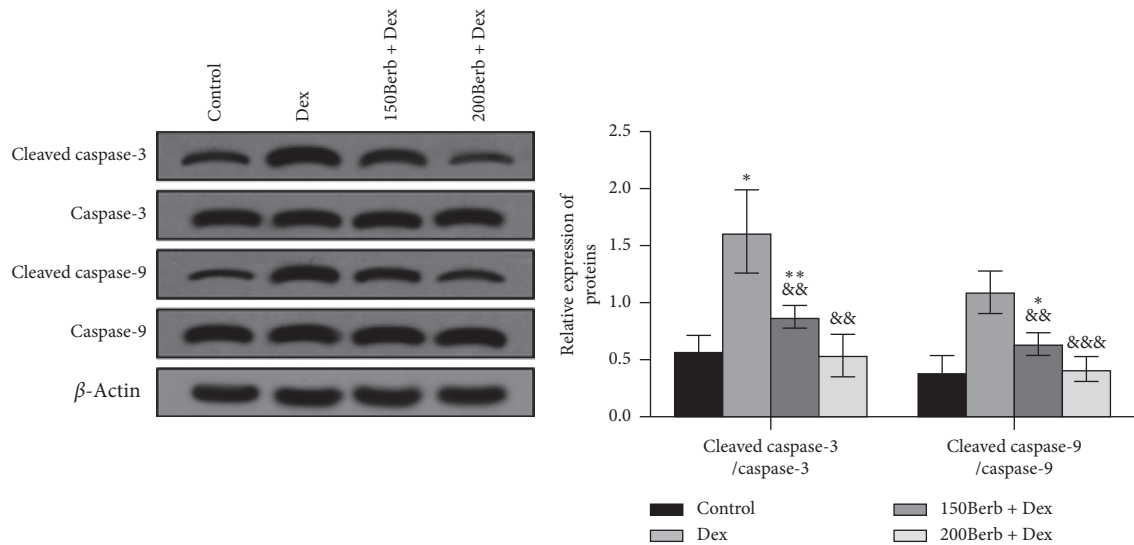 Control
Dex
150Berb + Dex
200Berb + Dex
Cleaved caspase-3
Caspase-3
Cleaved caspase-9
Caspase-9
β-Actin
Relative expression of
proteins
2.5
2.0
1.5
1.0
0.5
0.0
*
**
&&
&&
*
&&
&&&
Cleaved caspase-3
/caspase-3
Cleaved caspase-9
/caspase-9
Control
Dex
150Berb + Dex
200Berb + Dex